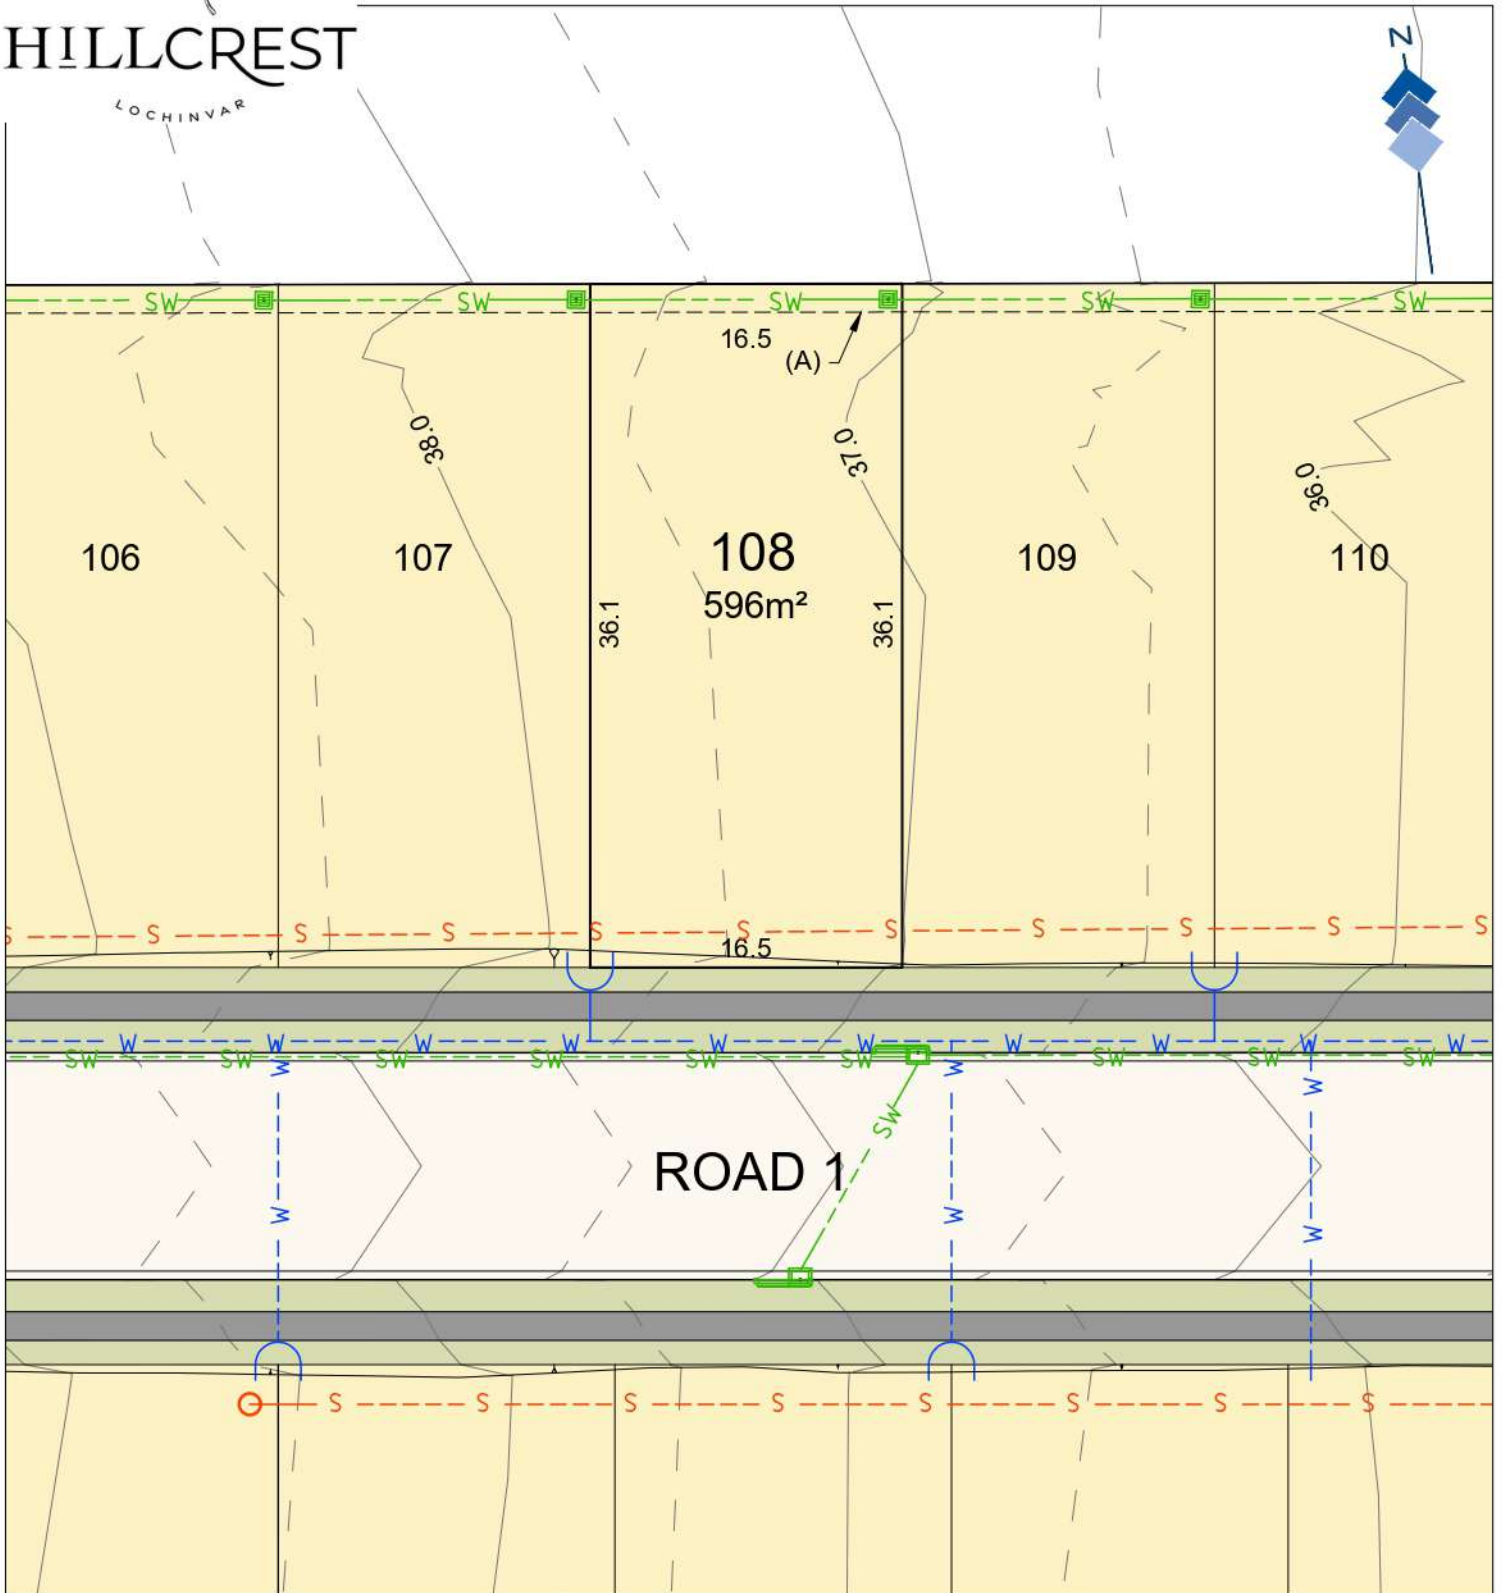 HILLCREST
LOCHINVAR
N
SW SW SW SW SW
16.5
(A)
38.0
37.0
36.0
106
107
108
109
110
596m²
36.1
36.1
S S S S S S S S S S S
16.5
W W W W W W W W W W
SW SW SW SW SW SW SW SW SW
W W W
SW
ROAD 1
W W W
S S S S S S S S